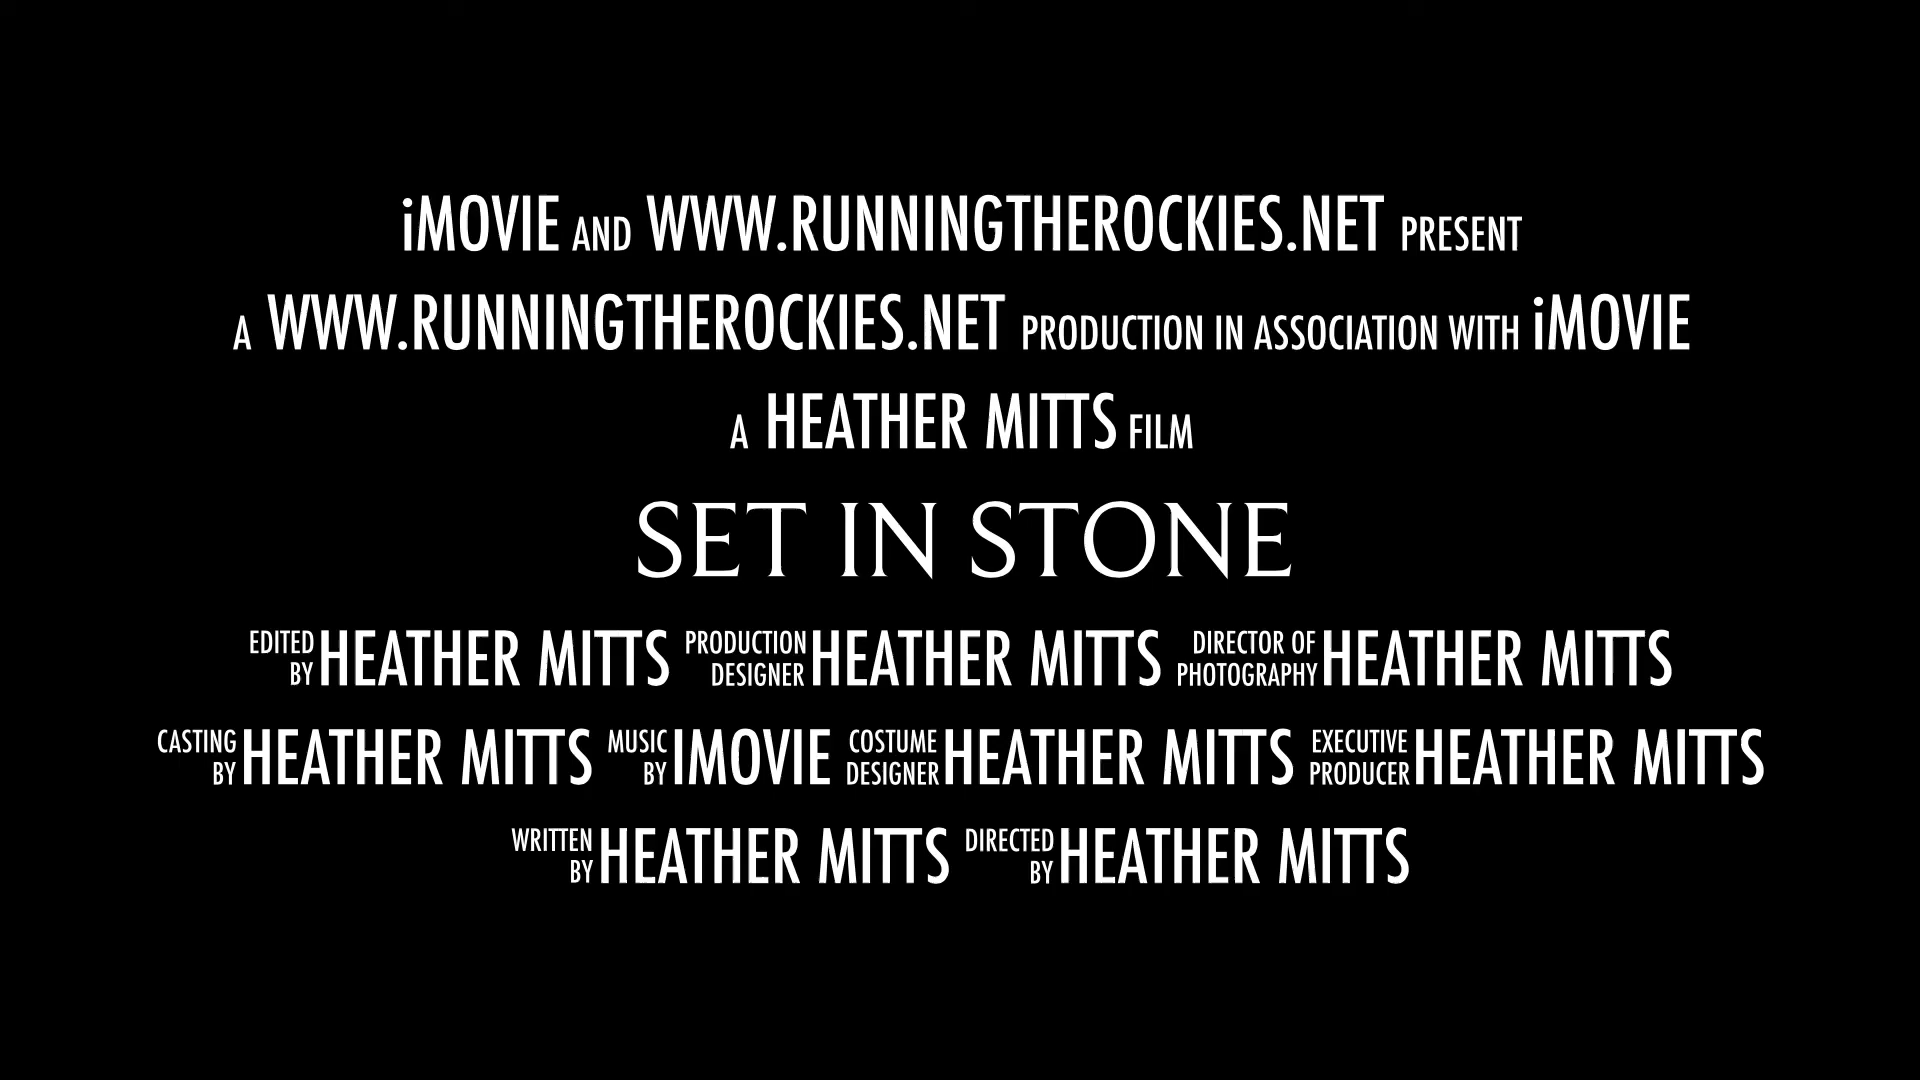 iMOVIE AND WWW.RUNNINGTHEROCKIES.NET PRESENT
A WWW.RUNNINGTHEROCKIES.NET PRODUCTION IN ASSOCIATION WITH iMOVIE
A HEATHER MITTS FILM
SET IN STONE
EDITED BY HEATHER MITTS PRODUCTION DESIGNER HEATHER MITTS DIRECTOR OF PHOTOGRAPHY HEATHER MITTS
CASTING BY HEATHER MITTS MUSIC BY IMOVIE COSTUME DESIGNER HEATHER MITTS EXECUTIVE PRODUCER HEATHER MITTS
WRITTEN BY HEATHER MITTS DIRECTED BY HEATHER MITTS